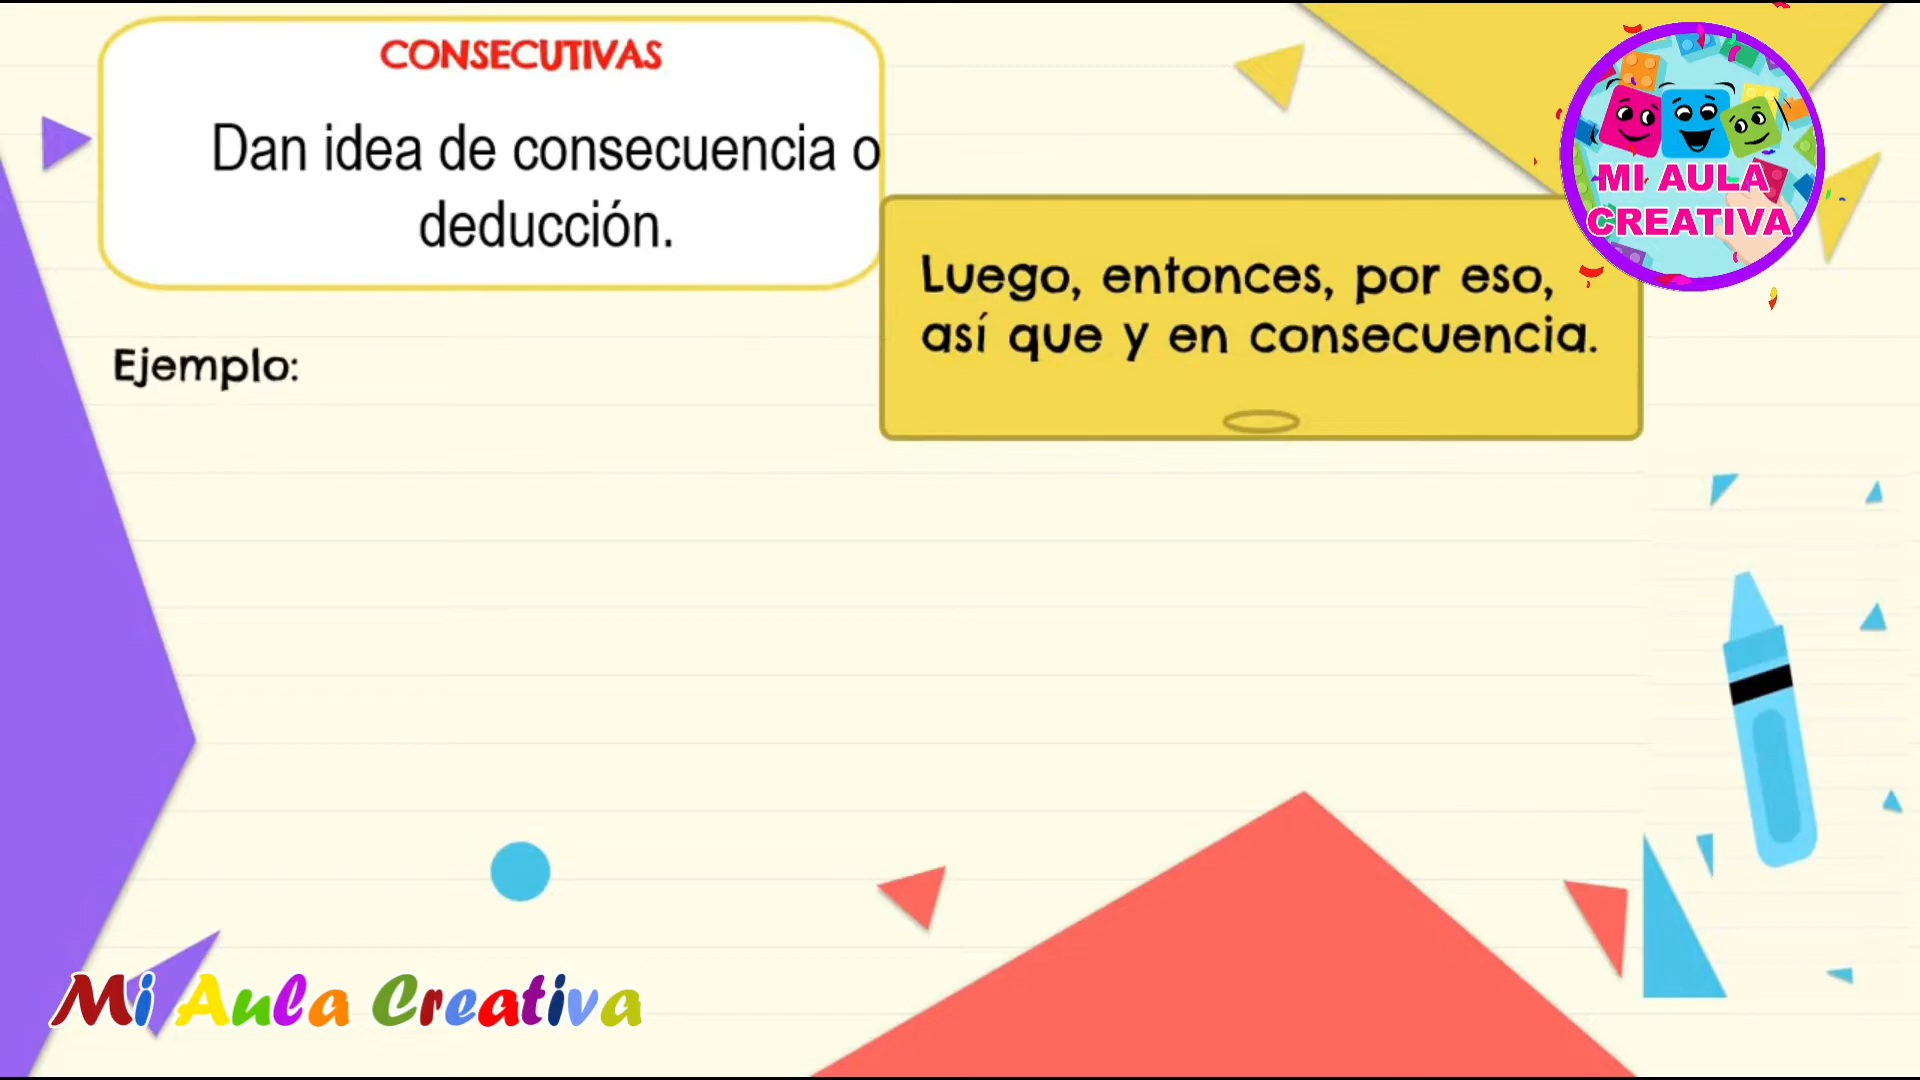 CONSECUTIVAS
Dan idea de consecuencia o
deducción.
MI AULA
CREATIVA
Luego, entonces, por eso,
así que y en consecuencia.
Ejemplo:
Mi Aula Creativa